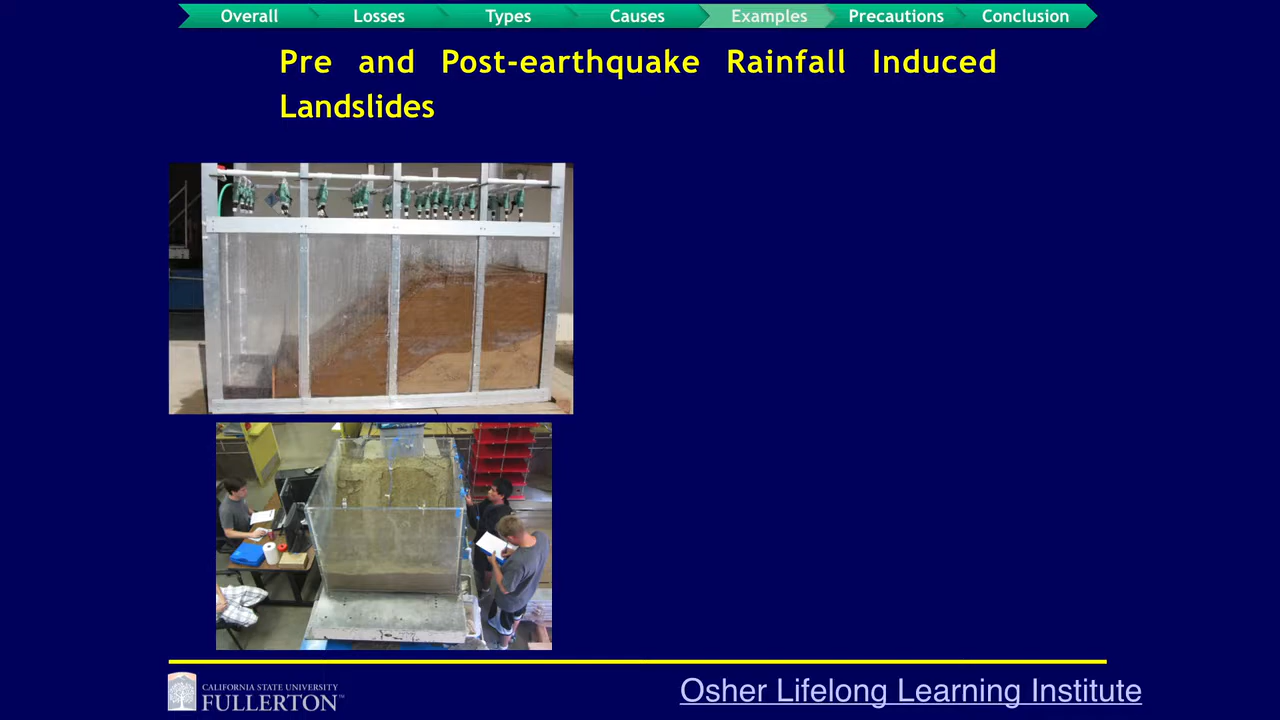 Overall Losses Types Causes Examples Precautions Conclusion
Pre and Post-earthquake Rainfall Induced
Landslides
CALIFORNIA STATE UNIVERSITY
FULLERTON™
Osher Lifelong Learning Institute